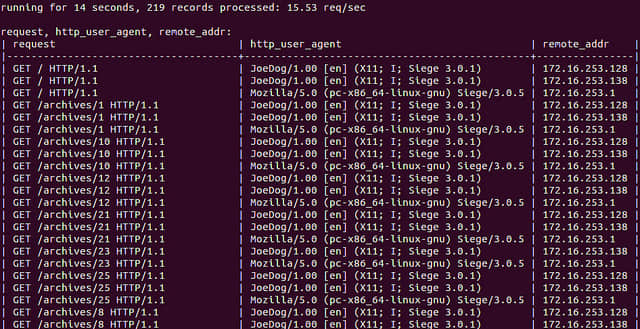 running for 14 seconds, 219 records processed: 15.53 req/sec
request, http_user_agent, remote_addr:
| request | http_user_agent | remote_addr |
|------------------------------------+--------------------------------------------+----------------|
| GET / HTTP/1.1 | JoeDog/1.00 [en] (X11; I; Siege 3.0.1) | 172.16.253.128 |
| GET / HTTP/1.1 | JoeDog/1.00 [en] (X11; I; Siege 3.0.1) | 172.16.253.138 |
| GET / HTTP/1.1 | Mozilla/5.0 (pc-x86_64-linux-gnu) Siege/3.0.5 | 172.16.253.1 |
| GET /archives/1 HTTP/1.1 | JoeDog/1.00 [en] (X11; I; Siege 3.0.1) | 172.16.253.128 |
| GET /archives/1 HTTP/1.1 | JoeDog/1.00 [en] (X11; I; Siege 3.0.1) | 172.16.253.138 |
| GET /archives/1 HTTP/1.1 | Mozilla/5.0 (pc-x86_64-linux-gnu) Siege/3.0.5 | 172.16.253.1 |
| GET /archives/10 HTTP/1.1 | JoeDog/1.00 [en] (X11; I; Siege 3.0.1) | 172.16.253.128 |
| GET /archives/10 HTTP/1.1 | JoeDog/1.00 [en] (X11; I; Siege 3.0.1) | 172.16.253.138 |
| GET /archives/10 HTTP/1.1 | Mozilla/5.0 (pc-x86_64-linux-gnu) Siege/3.0.5 | 172.16.253.1 |
| GET /archives/12 HTTP/1.1 | JoeDog/1.00 [en] (X11; I; Siege 3.0.1) | 172.16.253.128 |
| GET /archives/12 HTTP/1.1 | JoeDog/1.00 [en] (X11; I; Siege 3.0.1) | 172.16.253.138 |
| GET /archives/12 HTTP/1.1 | Mozilla/5.0 (pc-x86_64-linux-gnu) Siege/3.0.5 | 172.16.253.1 |
| GET /archives/21 HTTP/1.1 | JoeDog/1.00 [en] (X11; I; Siege 3.0.1) | 172.16.253.128 |
| GET /archives/21 HTTP/1.1 | JoeDog/1.00 [en] (X11; I; Siege 3.0.1) | 172.16.253.138 |
| GET /archives/21 HTTP/1.1 | Mozilla/5.0 (pc-x86_64-linux-gnu) Siege/3.0.5 | 172.16.253.1 |
| GET /archives/23 HTTP/1.1 | JoeDog/1.00 [en] (X11; I; Siege 3.0.1) | 172.16.253.138 |
| GET /archives/23 HTTP/1.1 | Mozilla/5.0 (pc-x86_64-linux-gnu) Siege/3.0.5 | 172.16.253.1 |
| GET /archives/25 HTTP/1.1 | JoeDog/1.00 [en] (X11; I; Siege 3.0.1) | 172.16.253.128 |
| GET /archives/25 HTTP/1.1 | JoeDog/1.00 [en] (X11; I; Siege 3.0.1) | 172.16.253.138 |
| GET /archives/25 HTTP/1.1 | Mozilla/5.0 (pc-x86_64-linux-gnu) Siege/3.0.5 | 172.16.253.1 |
| GET /archives/8 HTTP/1.1 | JoeDog/1.00 [en] (X11; I; Siege 3.0.1) | 172.16.253.128 |
| GET /archives/8 HTTP/1.1 | JoeDog/1.00 [en] (X11; I; Siege 3.0.1) | 172.16.253.138 |